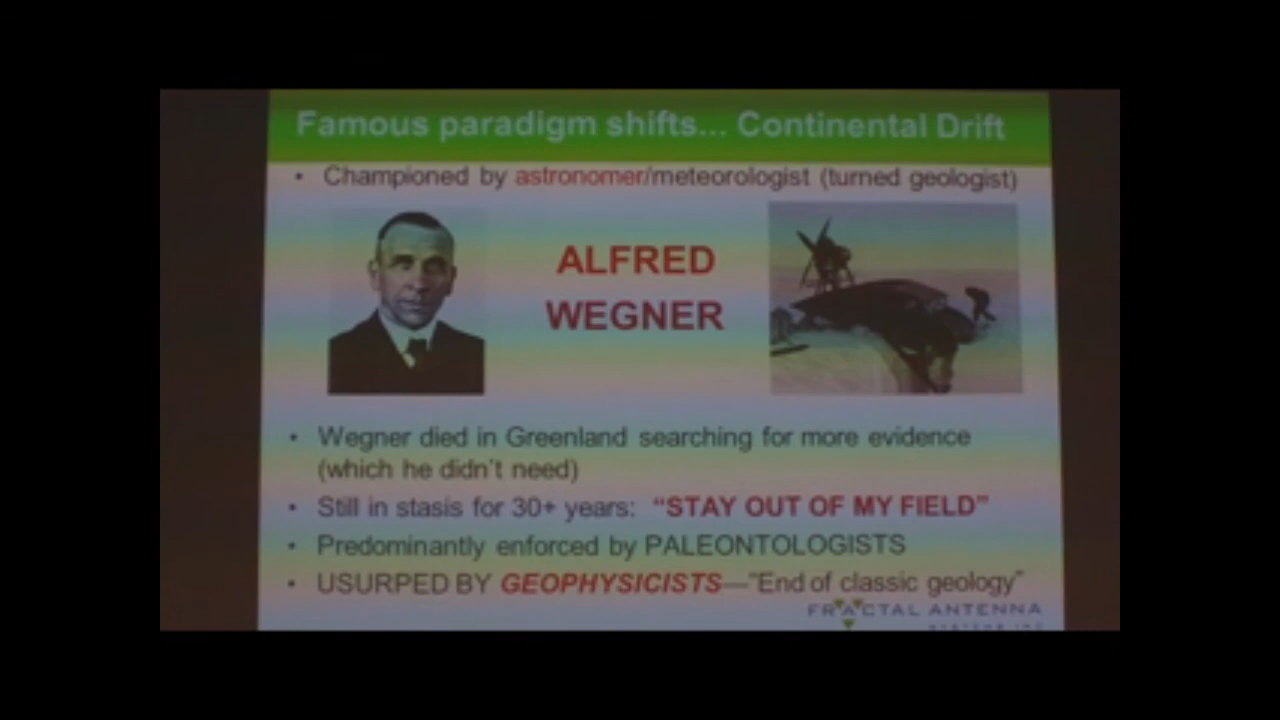 Famous paradigm shifts... Continental Drift
• Championed by astronomer/meteorologist (turned geologist)
ALFRED
WEGNER
• Wegner died in Greenland searching for more evidence
(which he didn't need)
• Still in stasis for 30+ years: “STAY OUT OF MY FIELD”
• Predominantly enforced by PALEONTOLOGISTS
• USURPED BY GEOPHYSICISTS—“End of classic geology”
FRACTAL ANTENNA
SYSTEMS INC